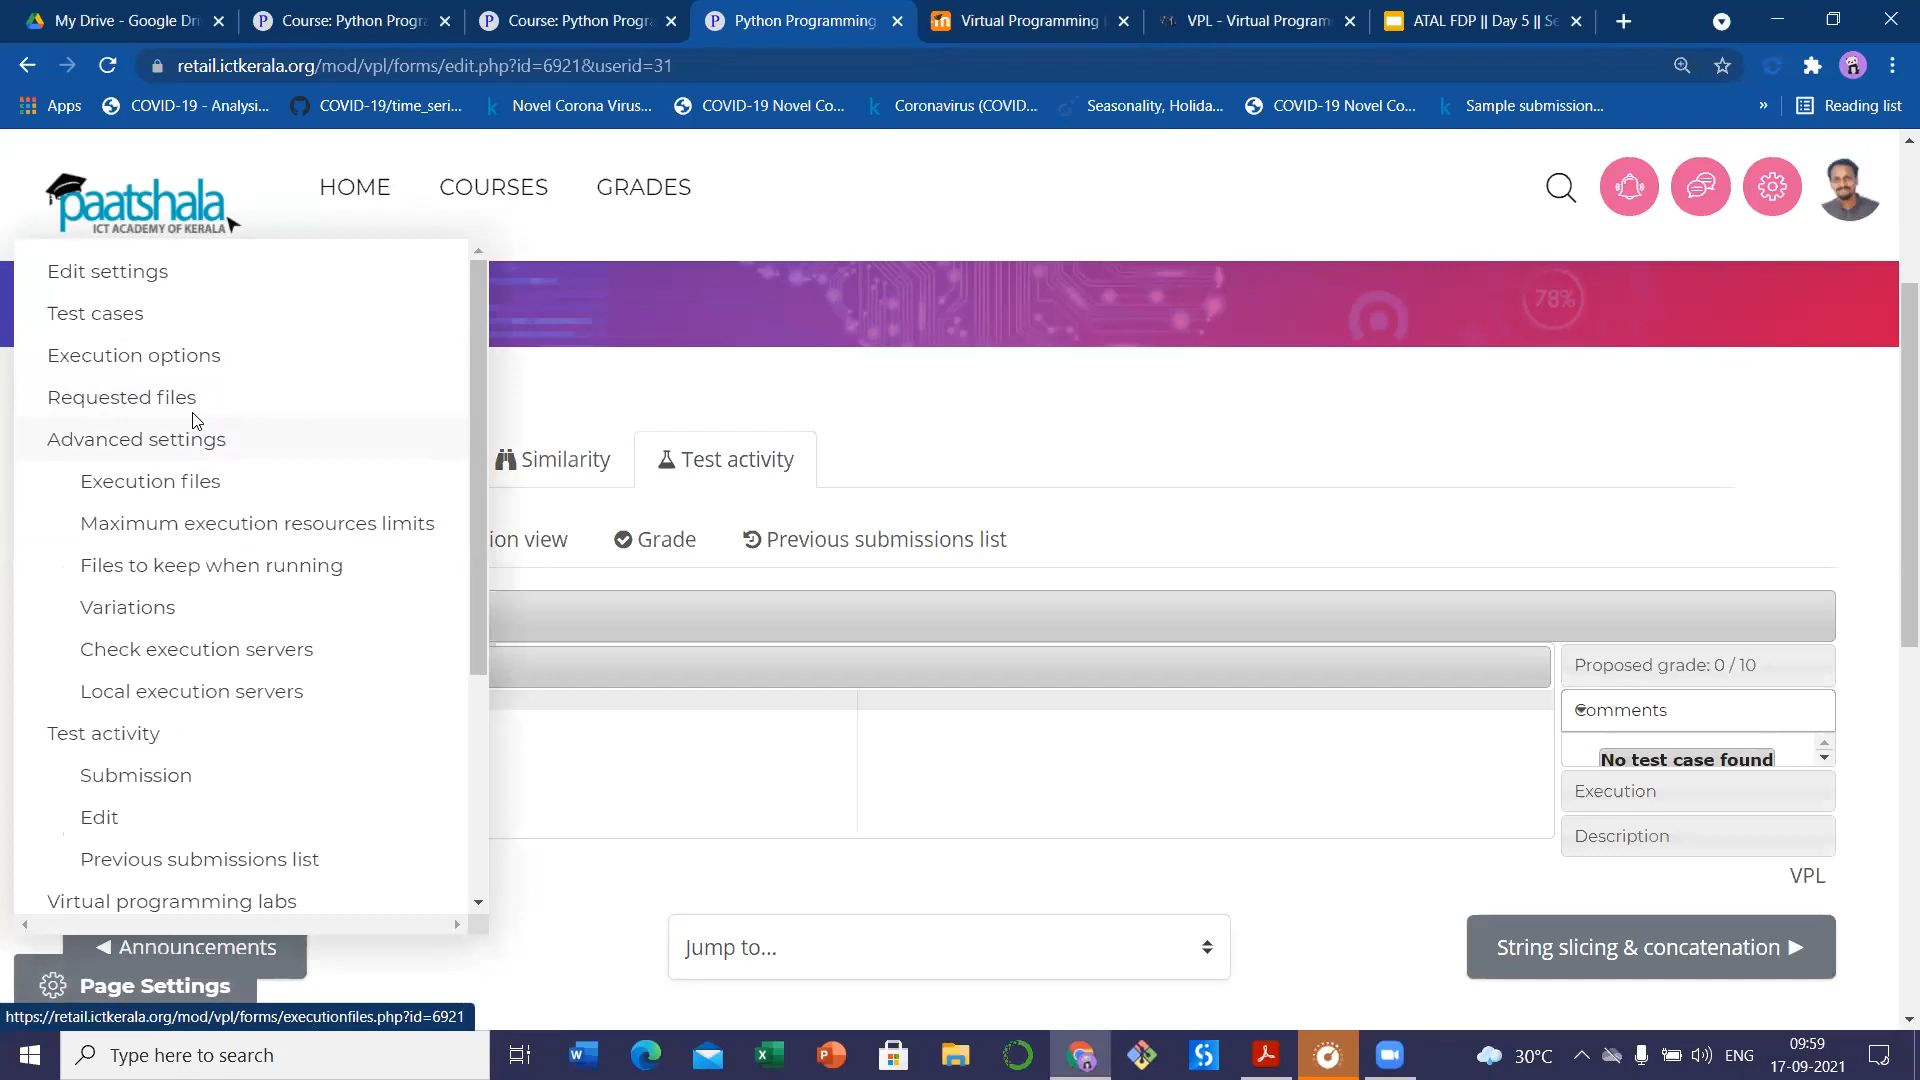 My Drive - Google Dri
Course: Python Progra
Course: Python Progra
Python Programming
Virtual Programming
VPL - Virtual Program
ATAL FDP || Day 5 || Se
retail.ictkerala.org/mod/vpl/forms/edit.php?id=6921&userid=31
Apps
COVID-19 - Analysi...
COVID-19/time_seri...
Novel Corona Virus...
COVID-19 Novel Co...
Coronavirus (COVID...
Seasonality, Holida...
COVID-19 Novel Co...
Sample submission...
»
Reading list
paatshala
ICT ACADEMY OF KERALA
HOME
COURSES
GRADES
78%
Edit settings
Test cases
Execution options
Requested files
Advanced settings
Execution files
Maximum execution resources limits
Files to keep when running
Variations
Check execution servers
Local execution servers
Test activity
Submission
Edit
Previous submissions list
Virtual programming labs
Similarity
Test activity
ion view
Grade
Previous submissions list
Proposed grade: 0 / 10
Comments
No test case found
Execution
Description
VPL
◄ Announcements
Jump to...
String slicing & concatenation ►
Page Settings
https://retail.ictkerala.org/mod/vpl/forms/executionfiles.php?id=6921
Type here to search
30°C
ENG
09:59
17-09-2021